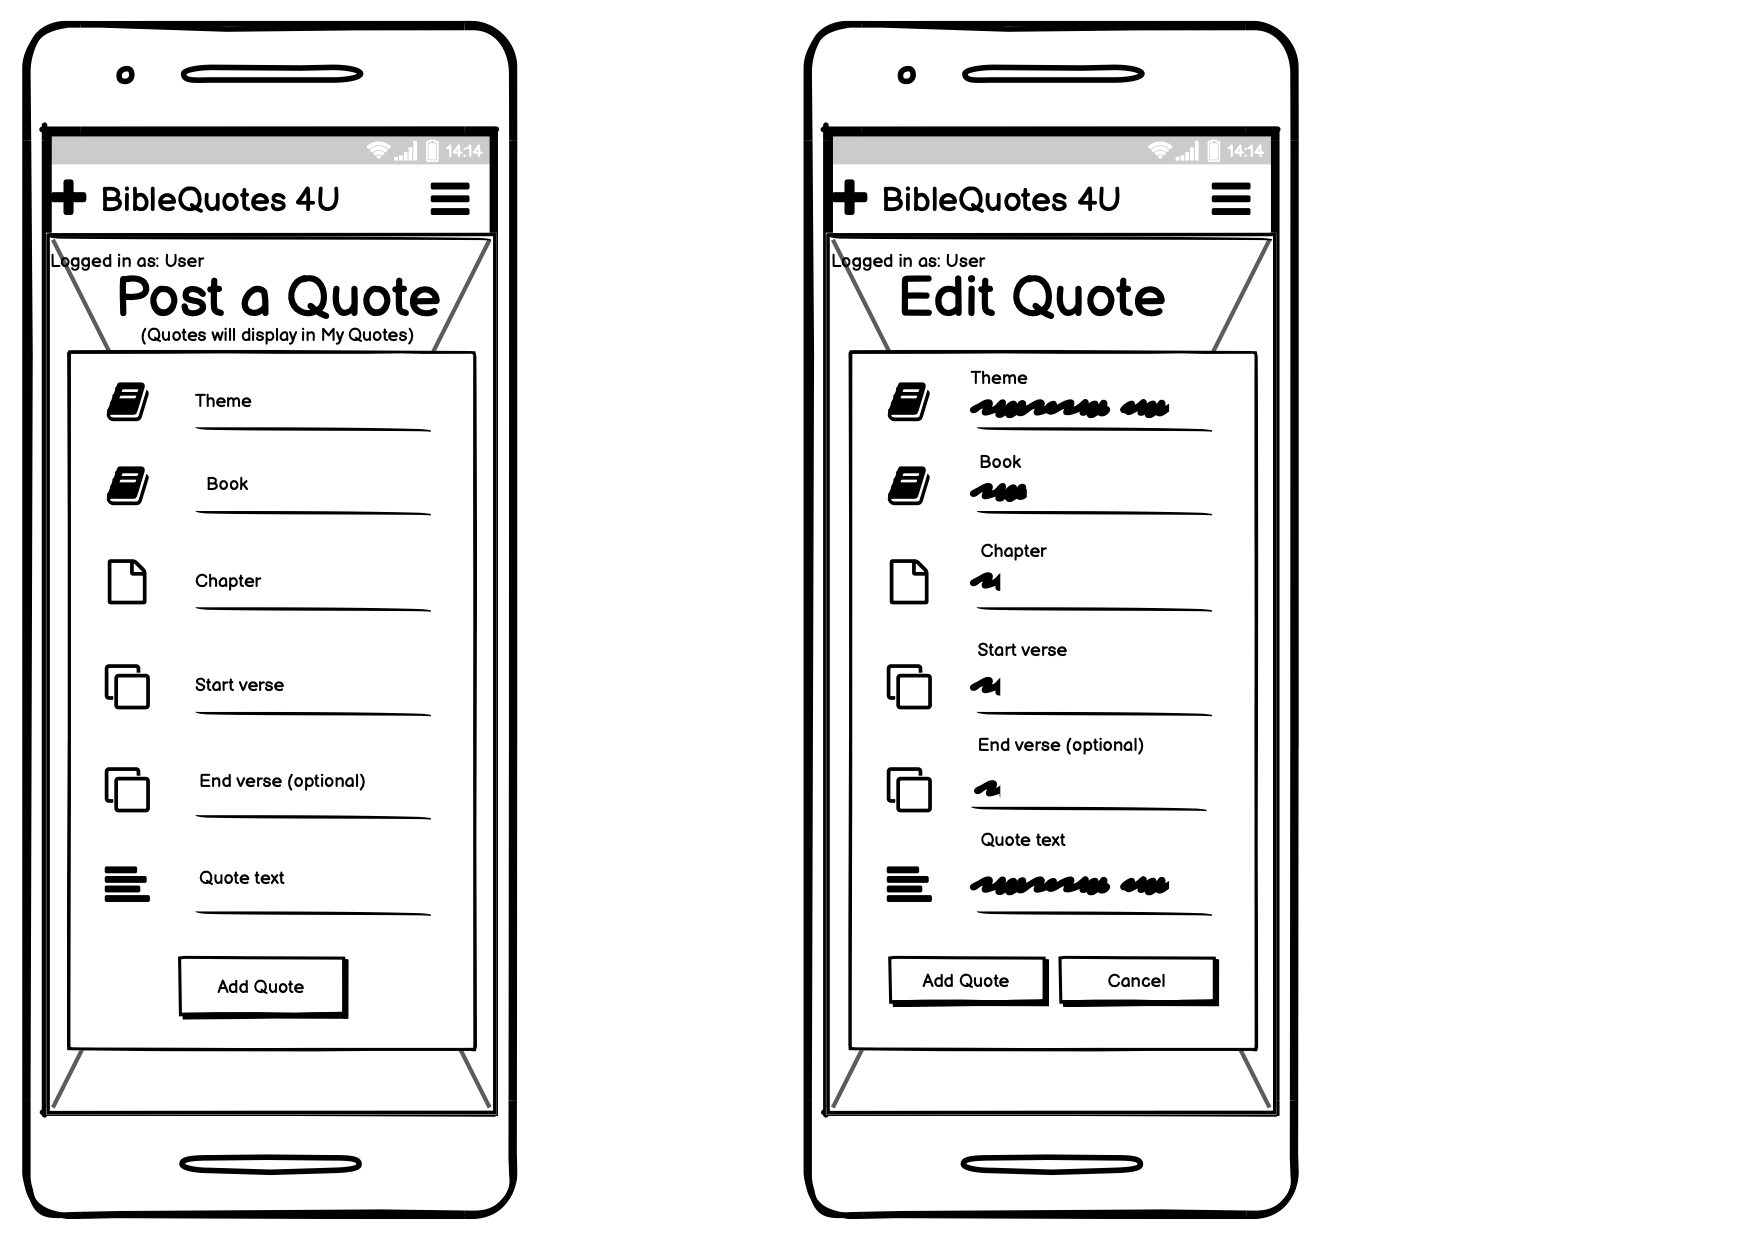 14:14
BibleQuotes 4U
Logged in as: User
Post a Quote
(Quotes will display in My Quotes)
Theme
Book
Chapter
Start verse
End verse (optional)
Quote text
Add Quote
14:14
BibleQuotes 4U
Logged in as: User
Edit Quote
Theme
Book
Chapter
Start verse
End verse (optional)
Quote text
Add Quote
Cancel